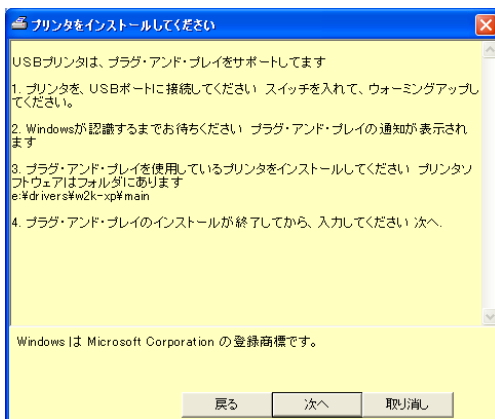 プリンタをインストールしてください
USBプリンタは、プラグ・アンド・プレイをサポートしてます
1. プリンタを、USBポートに接続してください スイッチを入れて、ウォーミングアップし
てください。
2. Windowsが認識するまでお待ちください プラグ・アンド・プレイの通知が表示され
ます
3. プラグ・アンド・プレイを使用しているプリンタをインストールしてください プリンタソ
フトウェアはフォルダにあります
e:¥drivers¥w2k-xp¥main
4. プラグ・アンド・プレイのインストールが終了してから、入力してください 次へ.
Windows は Microsoft Corporation の登録商標です。
戻る 次へ 取り消し